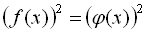 (f(x))² = (φ(x))²